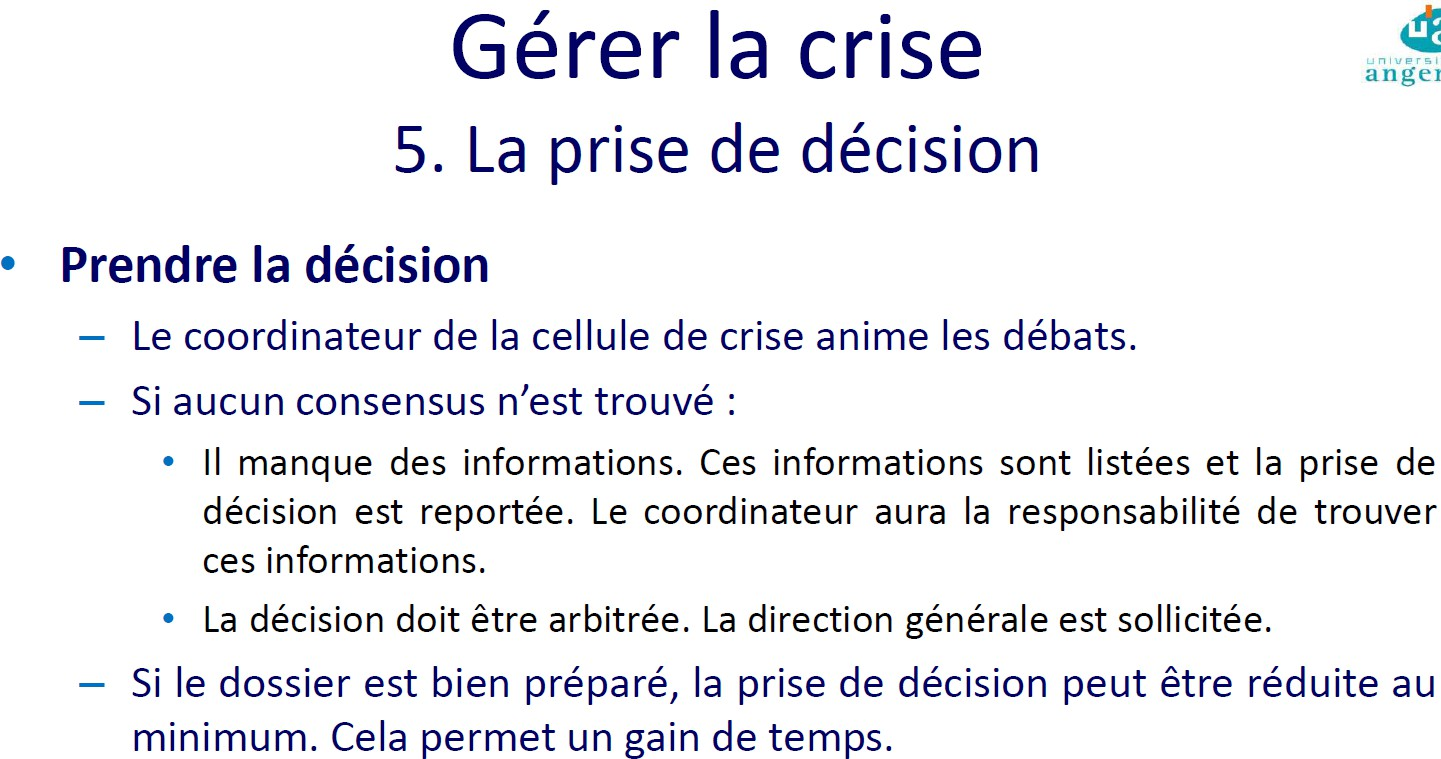 Gérer la crise
5. La prise de décision
• Prendre la décision
– Le coordinateur de la cellule de crise anime les débats.
– Si aucun consensus n’est trouvé :
• Il manque des informations. Ces informations sont listées et la prise de
décision est reportée. Le coordinateur aura la responsabilité de trouver
ces informations.
• La décision doit être arbitrée. La direction générale est sollicitée.
– Si le dossier est bien préparé, la prise de décision peut être réduite au
minimum. Cela permet un gain de temps.